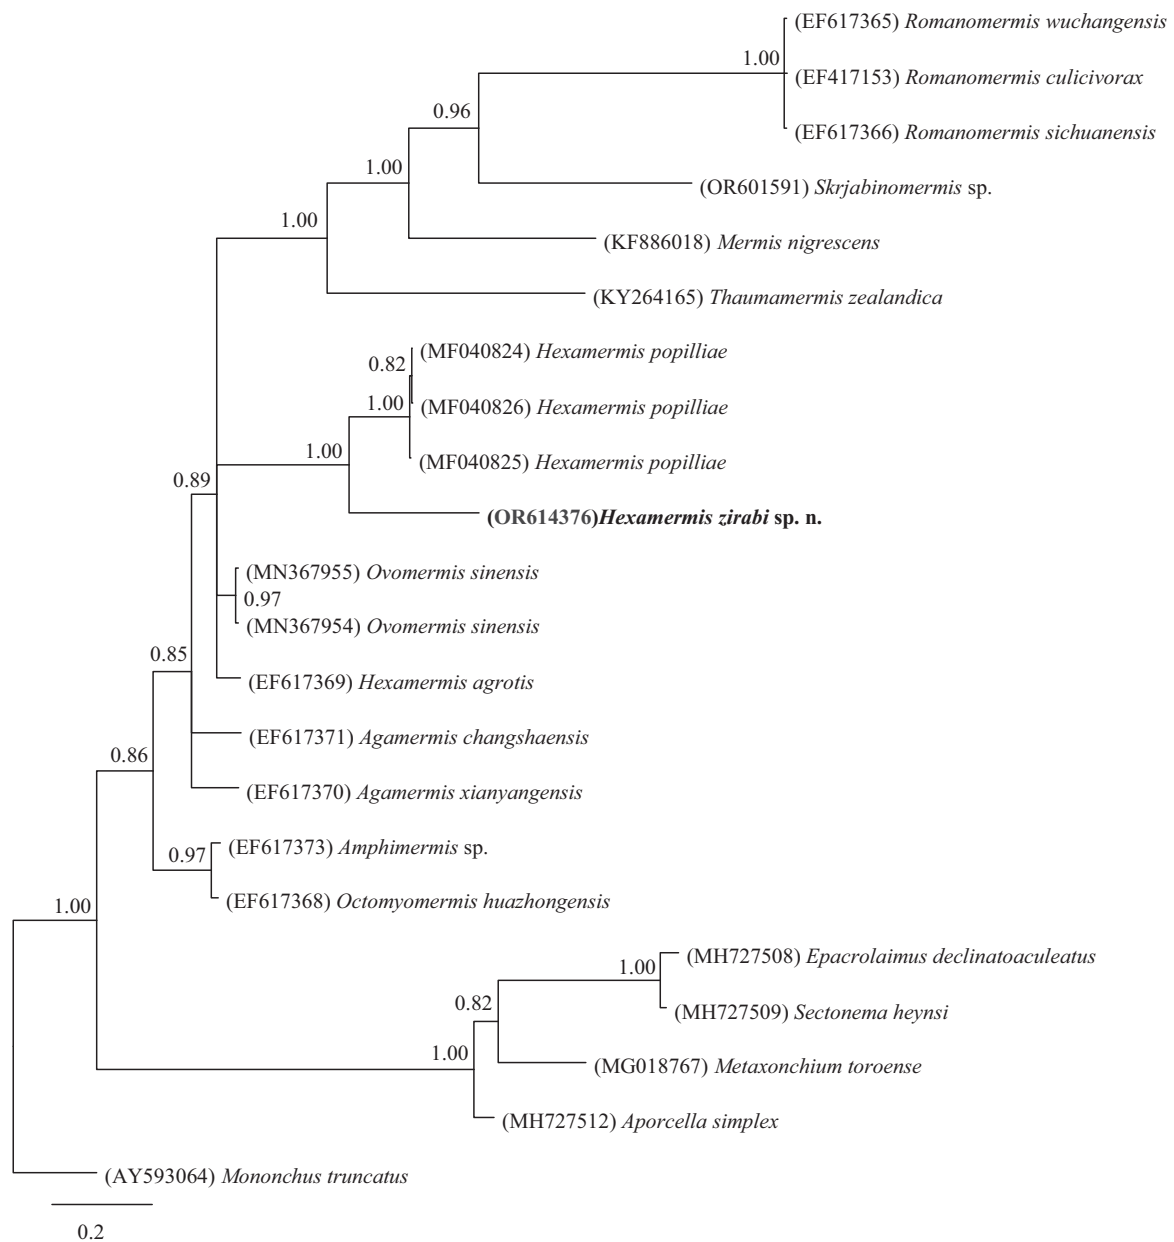 (EF617365) Romanomermis wuchangensis
1.00
(EF417153) Romanomermis culicivorax
0.96
(EF617366) Romanomermis sichuanensis
1.00
(OR601591) Skrjabinomermis sp.
1.00
(KF886018) Mermis nigrescens
(KY264165) Thaumamermis zealandica
(MF040824) Hexamermis popilliae
0.82
1.00
(MF040826) Hexamermis popilliae
1.00
(MF040825) Hexamermis popilliae
0.89
(OR614376)Hexamermis zirabi sp. n.
(MN367955) Ovomermis sinensis
0.97
(MN367954) Ovomermis sinensis
0.85
(EF617369) Hexamermis agrotis
(EF617371) Agamermis changshaensis
0.86
(EF617370) Agamermis xianyangensis
(EF617373) Amphimermis sp.
0.97
(EF617368) Octomyomermis huazhongensis
1.00
(MH727508) Epacrolaimus declinatoaculeatus
1.00
0.82
(MH727509) Sectonema heynsi
1.00
(MG018767) Metaxonchium toroense
(MH727512) Aporcella simplex
(AY593064) Mononchus truncatus
0.2